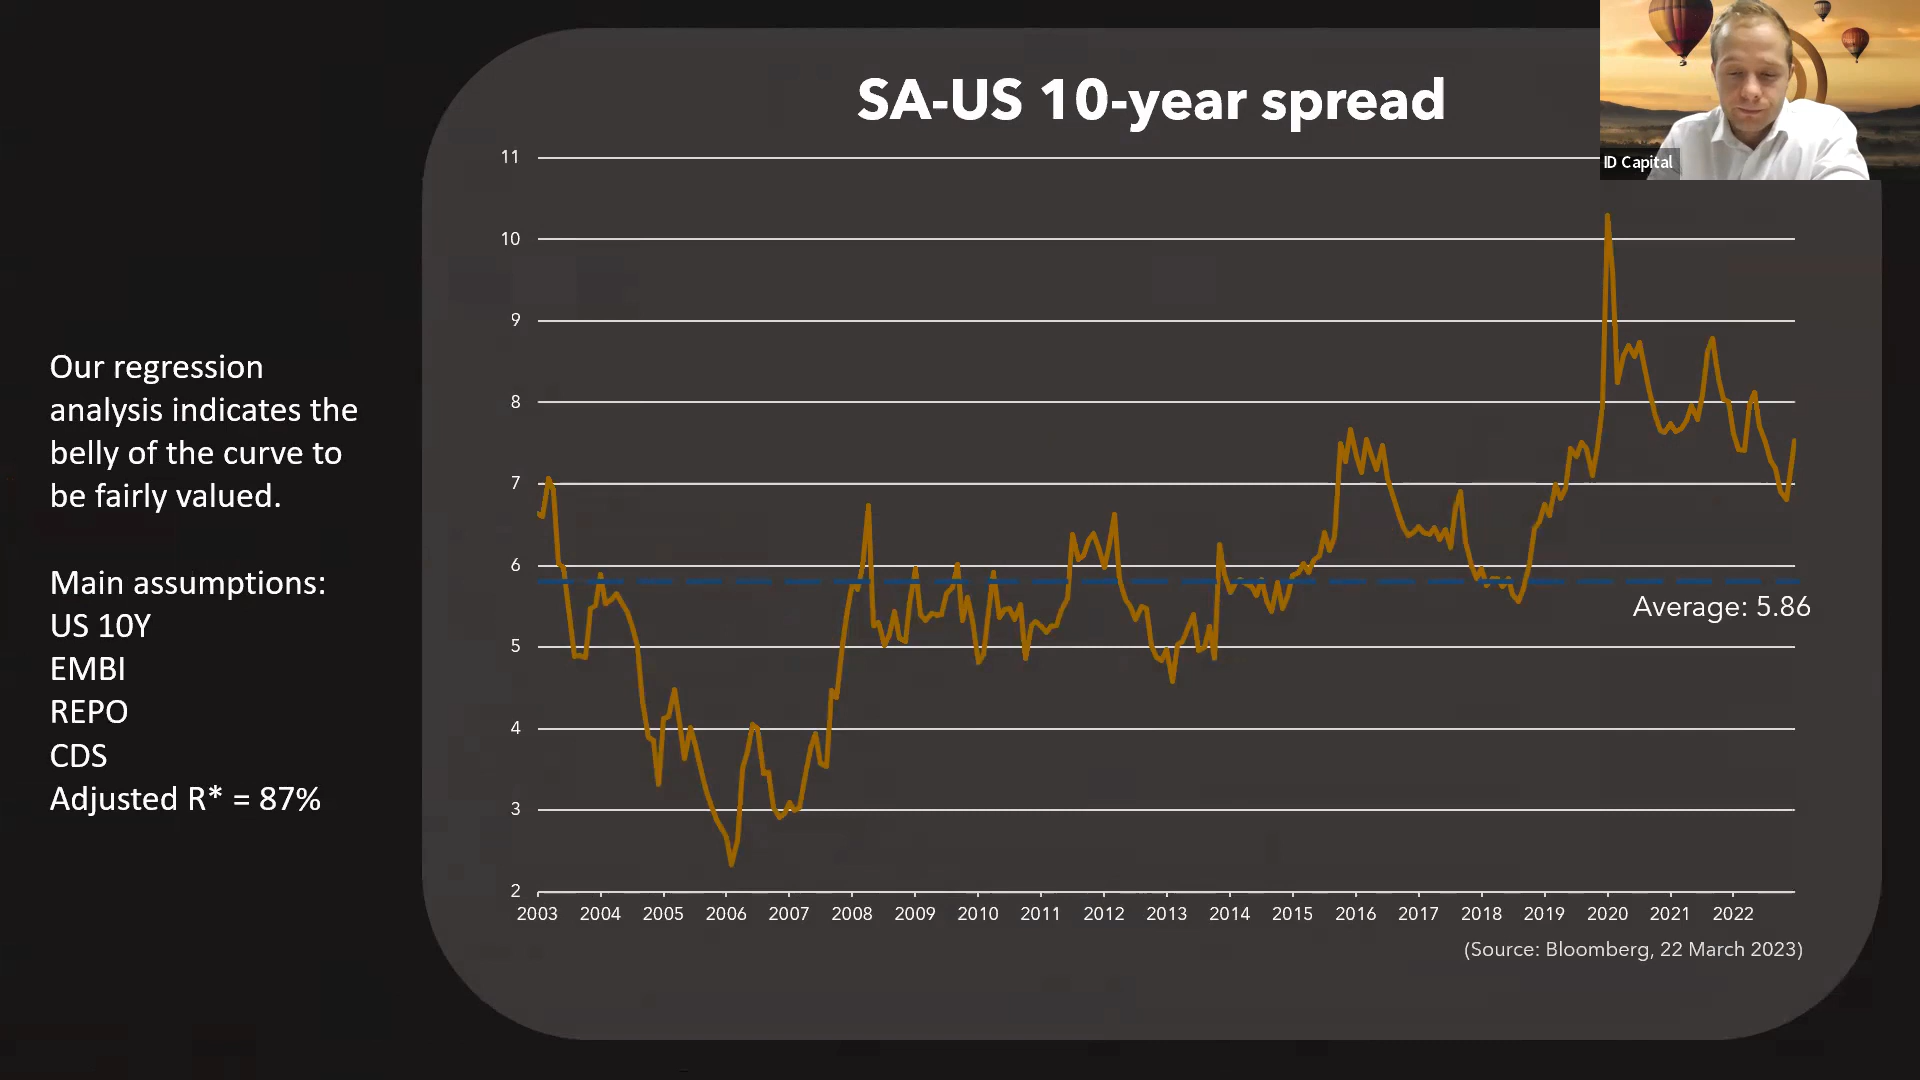 SA-US 10-year spread
ID Capital
Our regression
analysis indicates the
belly of the curve to
be fairly valued.
Main assumptions:
US 10Y
EMBI
REPO
CDS
Adjusted R* = 87%
11
10
9
8
7
6
5
4
3
2
Average: 5.86
2003 2004 2005 2006 2007 2008 2009 2010 2011 2012 2013 2014 2015 2016 2017 2018 2019 2020 2021 2022
(Source: Bloomberg, 22 March 2023)